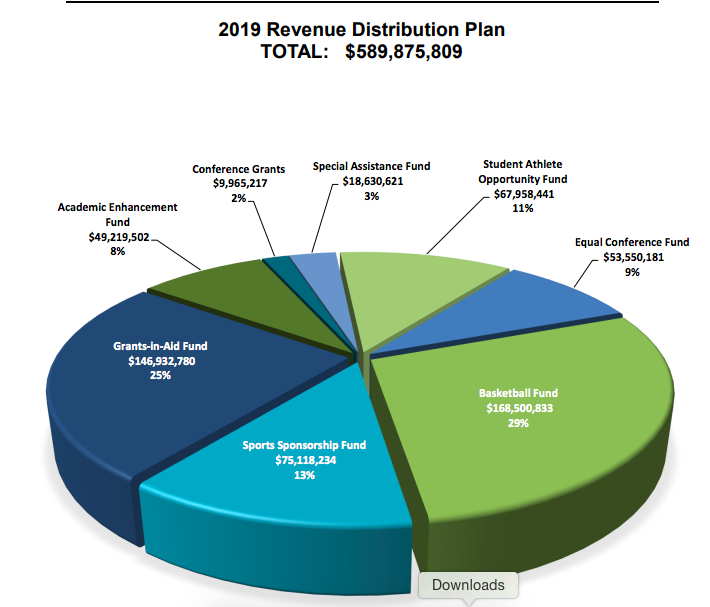 2019 Revenue Distribution Plan
TOTAL: $589,875,809
Conference Grants
$9,965,217
2%
Special Assistance Fund
$18,630,621
3%
Student Athlete
Opportunity Fund
$67,958,441
11%
Academic Enhancement
Fund
$49,219,502
8%
Equal Conference Fund
$53,550,181
9%
Grants-in-Aid Fund
$146,932,780
25%
Basketball Fund
$168,500,833
29%
Sports Sponsorship Fund
$75,118,234
13%
Downloads